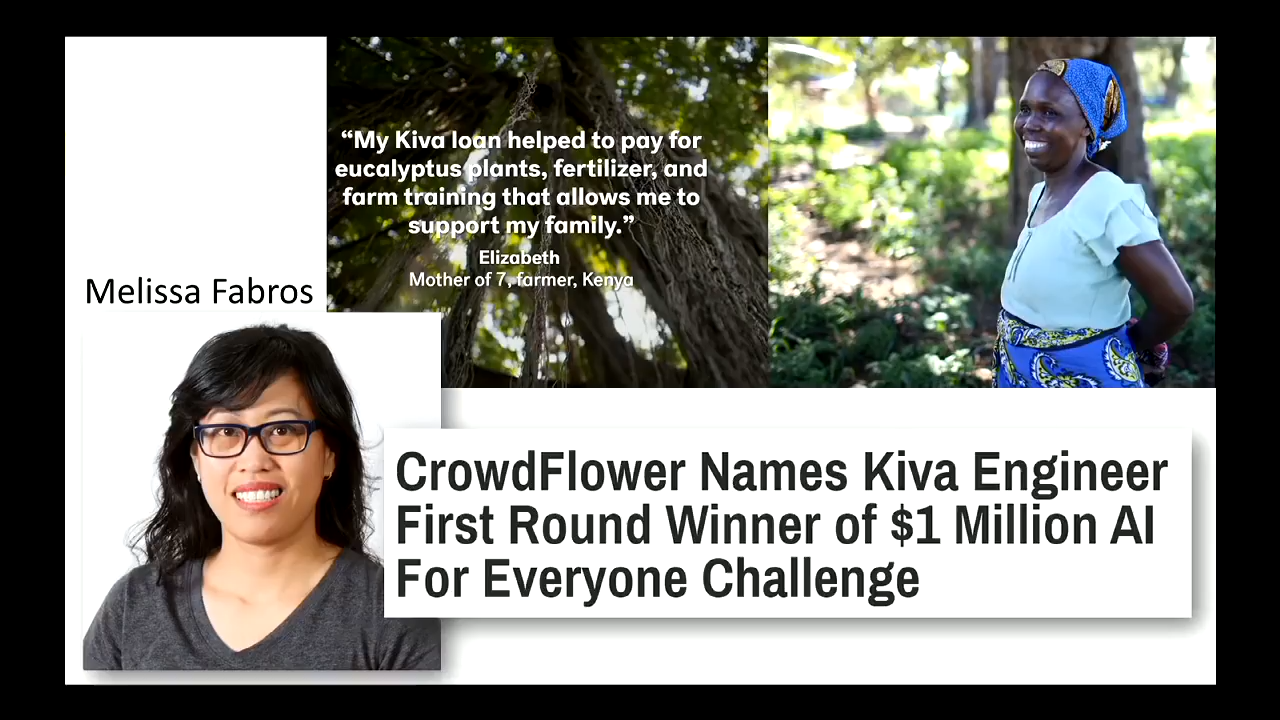 “My Kiva loan helped to pay for
eucalyptus plants, fertilizer, and
farm training that allows me to
support my family.”
Elizabeth
Mother of 7, farmer, Kenya
Melissa Fabros
CrowdFlower Names Kiva Engineer
First Round Winner of $1 Million AI
For Everyone Challenge